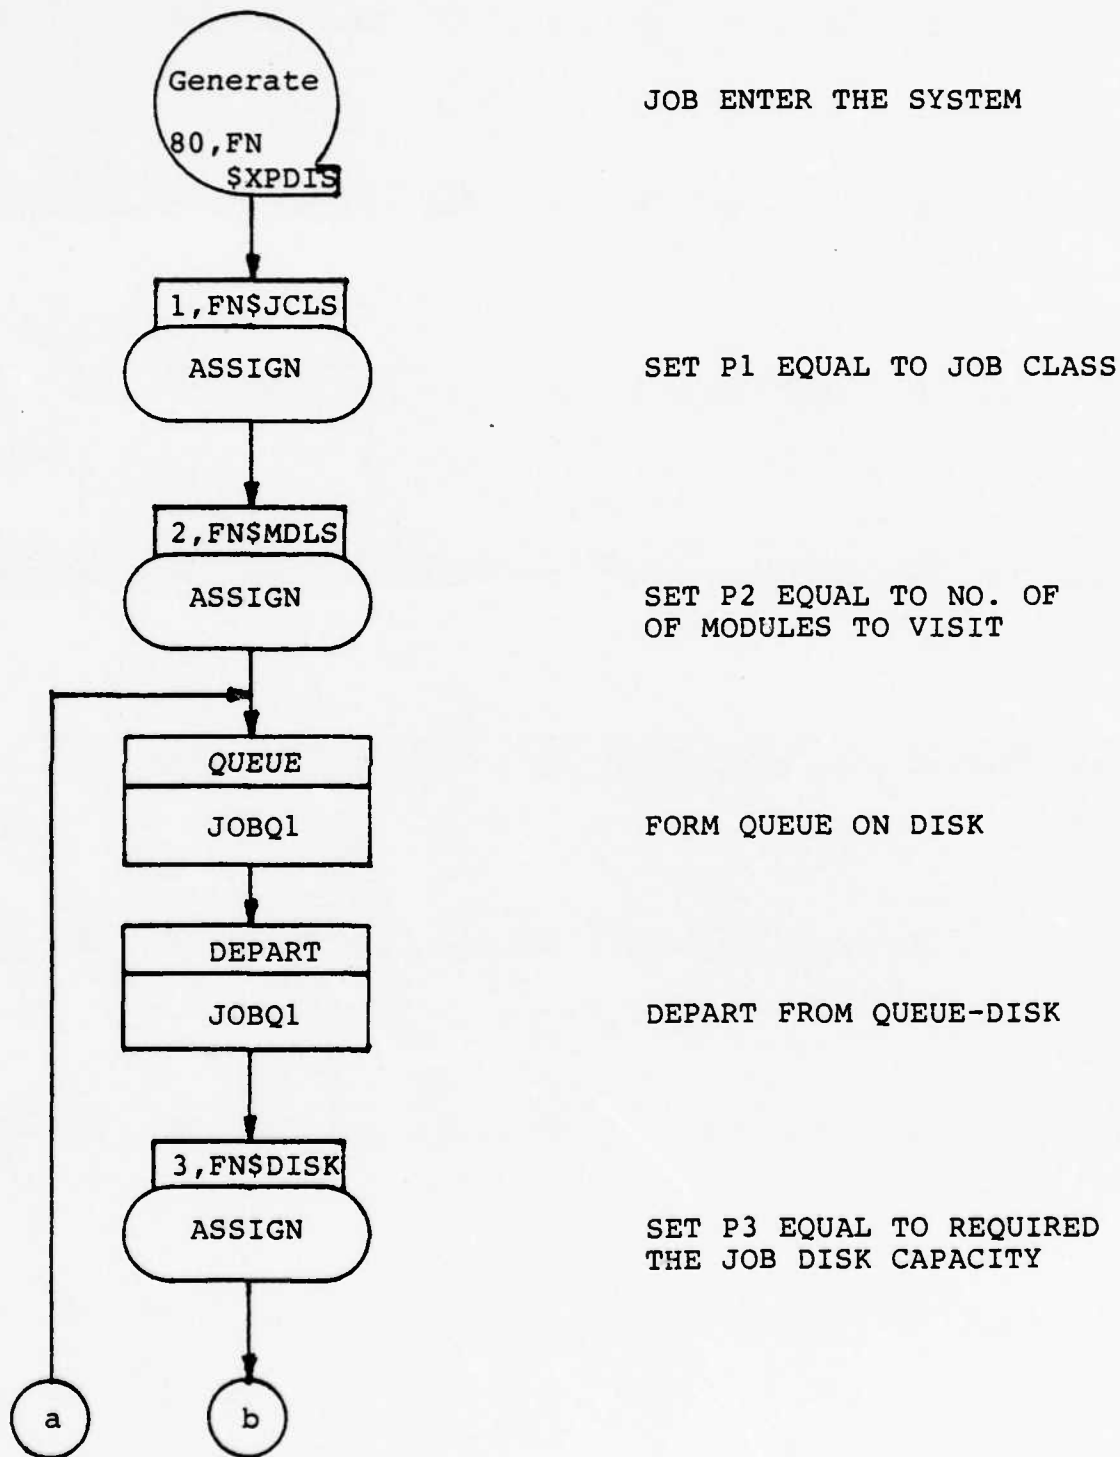 Generate
80,FN
$XPDIS
JOB ENTER THE SYSTEM
1,FN$JCLS
ASSIGN
SET P1 EQUAL TO JOB CLASS
2,FN$MDLS
ASSIGN
SET P2 EQUAL TO NO. OF
OF MODULES TO VISIT
QUEUE
JOBQ1
FORM QUEUE ON DISK
DEPART
JOBQ1
DEPART FROM QUEUE-DISK
3,FN$DISK
ASSIGN
SET P3 EQUAL TO REQUIRED
THE JOB DISK CAPACITY
a
b